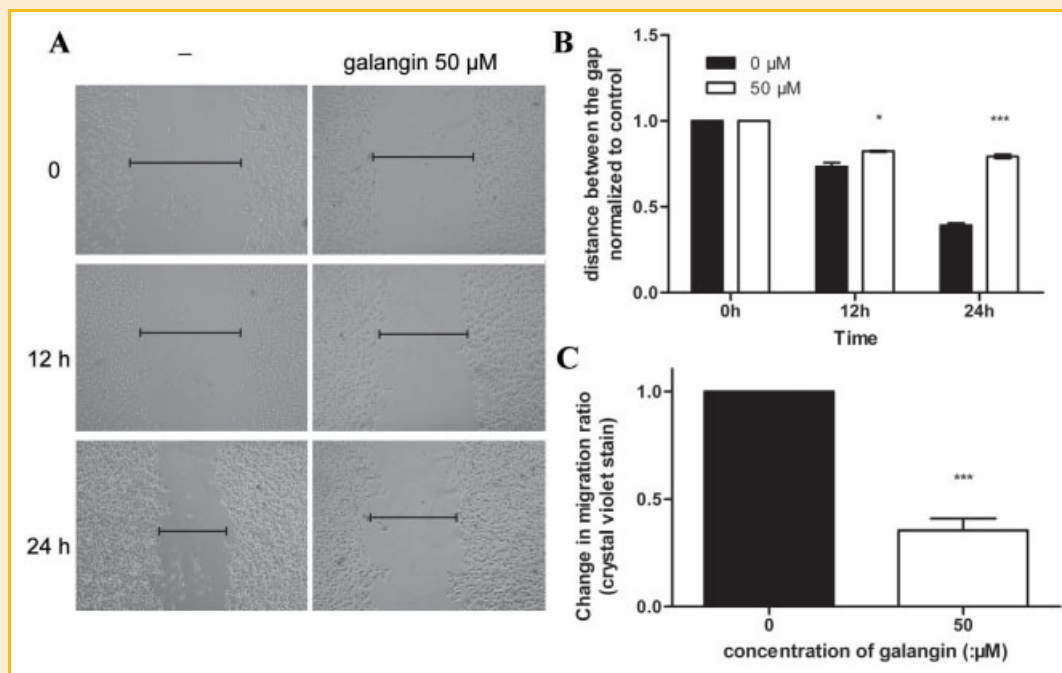 A
–
galangin 50 µM
0
12 h
24 h
B
distance between the gap
normalized to control
1.5
1.0
0.5
0.0
0 µM
50 µM
*
***
0h
12h
24h
Time
C
Change in migration ratio
(crystal violet stain)
1.0
0.5
0.0
***
0
50
concentration of galangin (:µM)